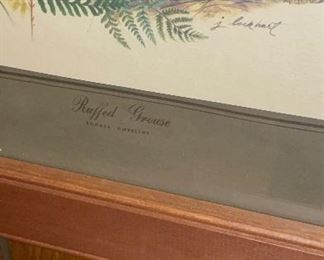 j lockhart
Ruffed Grouse
BONASA UMBELLUS